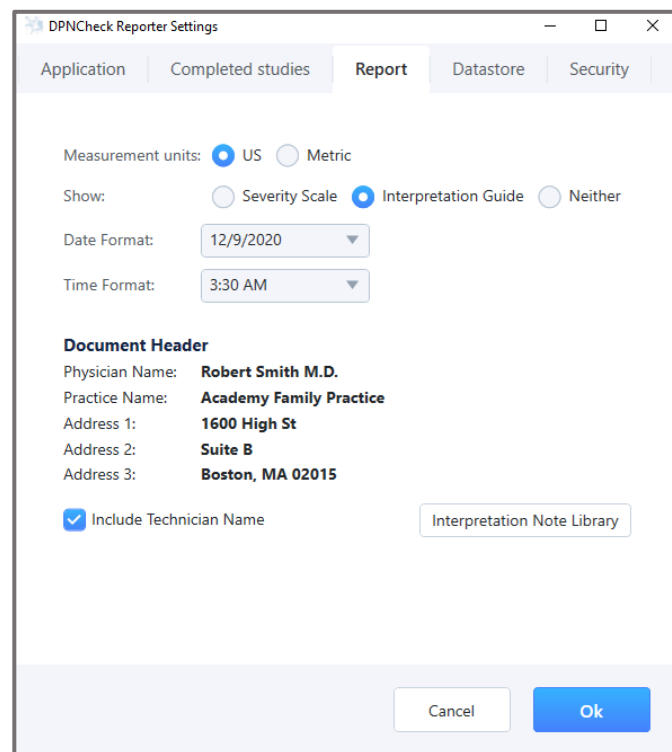 DPNCheck Reporter Settings
Application Completed studies Report Datastore Security
Measurement units: US Metric
Show: Severity Scale Interpretation Guide Neither
Date Format: 12/9/2020
Time Format: 3:30 AM
Document Header
Physician Name: Robert Smith M.D.
Practice Name: Academy Family Practice
Address 1: 1600 High St
Address 2: Suite B
Address 3: Boston, MA 02015
Include Technician Name Interpretation Note Library
Cancel Ok